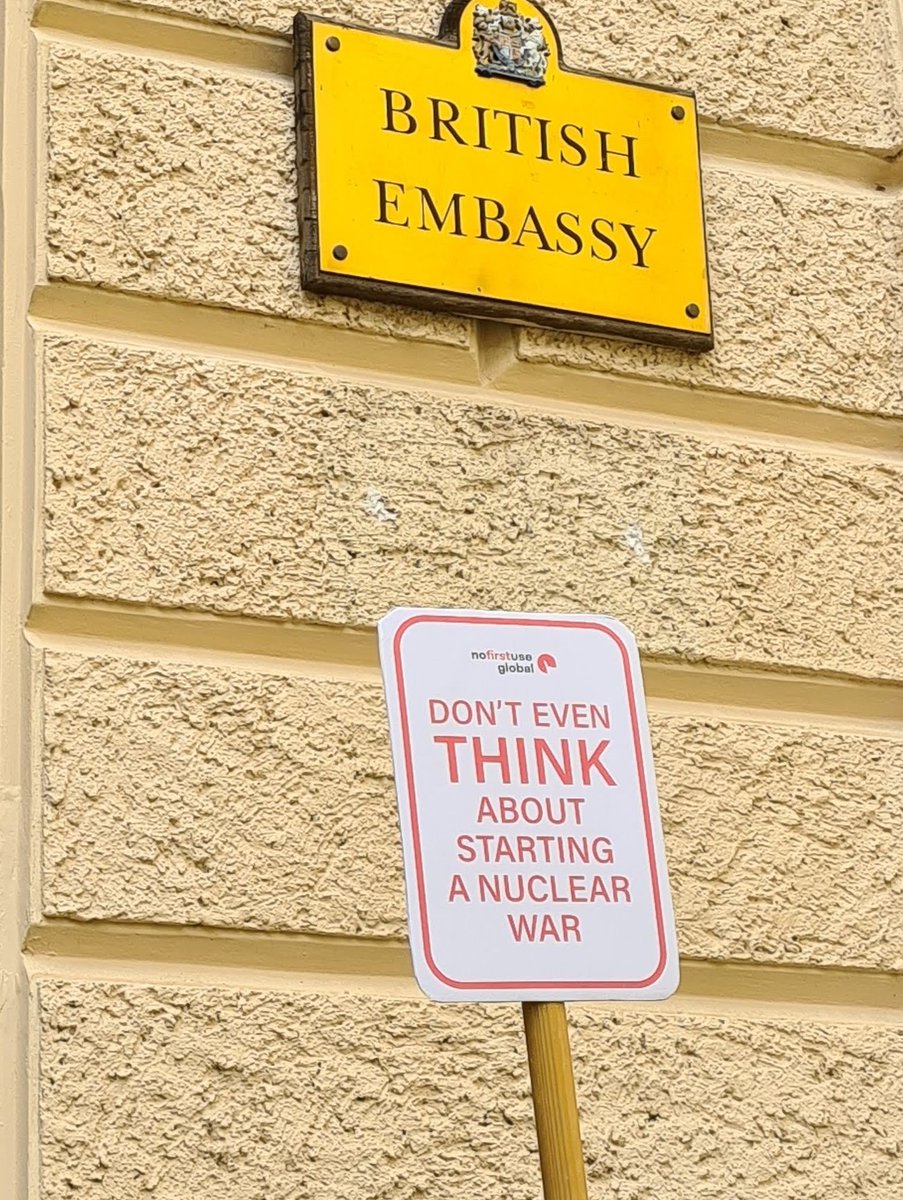 BRITISH
EMBASSY
nofirstuse
global
DON'T EVEN
THINK
ABOUT
STARTING
A NUCLEAR
WAR